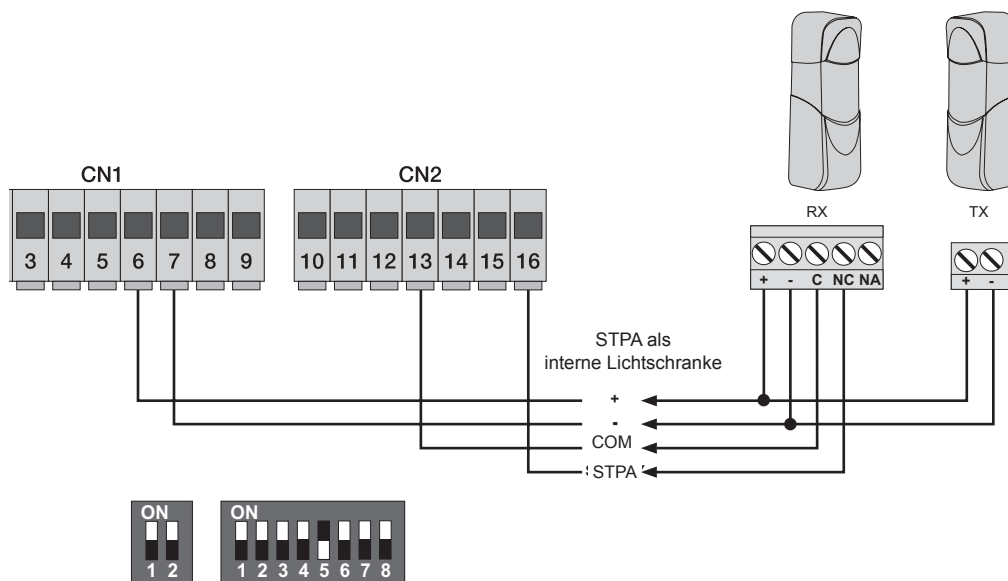 CN1
CN2
RX
TX
3 4 5 6 7 8 9
10 11 12 13 14 15 16
+ - C NC NA
+ -
STPA als
interne Lichtschranke
+
-
COM
STPA
ON
1 2
ON
1 2 3 4 5 6 7 8